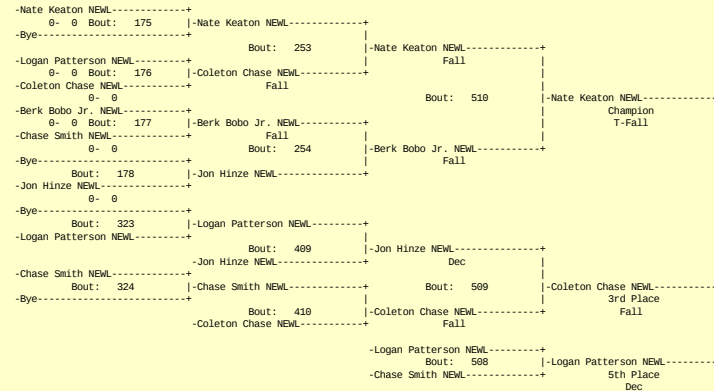 -Nate Keaton NEWL------------+
0- 0 Bout: 175 |-Nate Keaton NEWL------------+
-Bye-------------------------+ |
Bout: 253 |-Nate Keaton NEWL------------+
-Logan Patterson NEWL--------+ | Fall |
0- 0 Bout: 176 |-Coleton Chase NEWL----------+ |
-Coleton Chase NEWL----------+ Fall |
0- 0 Bout: 510 |-Nate Keaton NEWL------------
-Berk Bobo Jr. NEWL----------+ | Champion
0- 0 Bout: 177 |-Berk Bobo Jr. NEWL----------+ | T-Fall
-Chase Smith NEWL------------+ Fall | |
0- 0 Bout: 254 |-Berk Bobo Jr. NEWL----------+
-Bye-------------------------+ | Fall
Bout: 178 |-Jon Hinze NEWL--------------+
-Jon Hinze NEWL--------------+
0- 0
-Bye-------------------------+
Bout: 323 |-Logan Patterson NEWL--------+
-Logan Patterson NEWL--------+ |
Bout: 409 |-Jon Hinze NEWL--------------+
-Jon Hinze NEWL--------------+ Dec |
-Chase Smith NEWL------------+ |
Bout: 324 |-Chase Smith NEWL------------+ Bout: 509 |-Coleton Chase NEWL----------
-Bye-------------------------+ | | 3rd Place
Bout: 410 |-Coleton Chase NEWL----------+ Fall
-Coleton Chase NEWL----------+ Fall
-Logan Patterson NEWL--------+
Bout: 508 |-Logan Patterson NEWL--------
-Chase Smith NEWL------------+ 5th Place
Dec